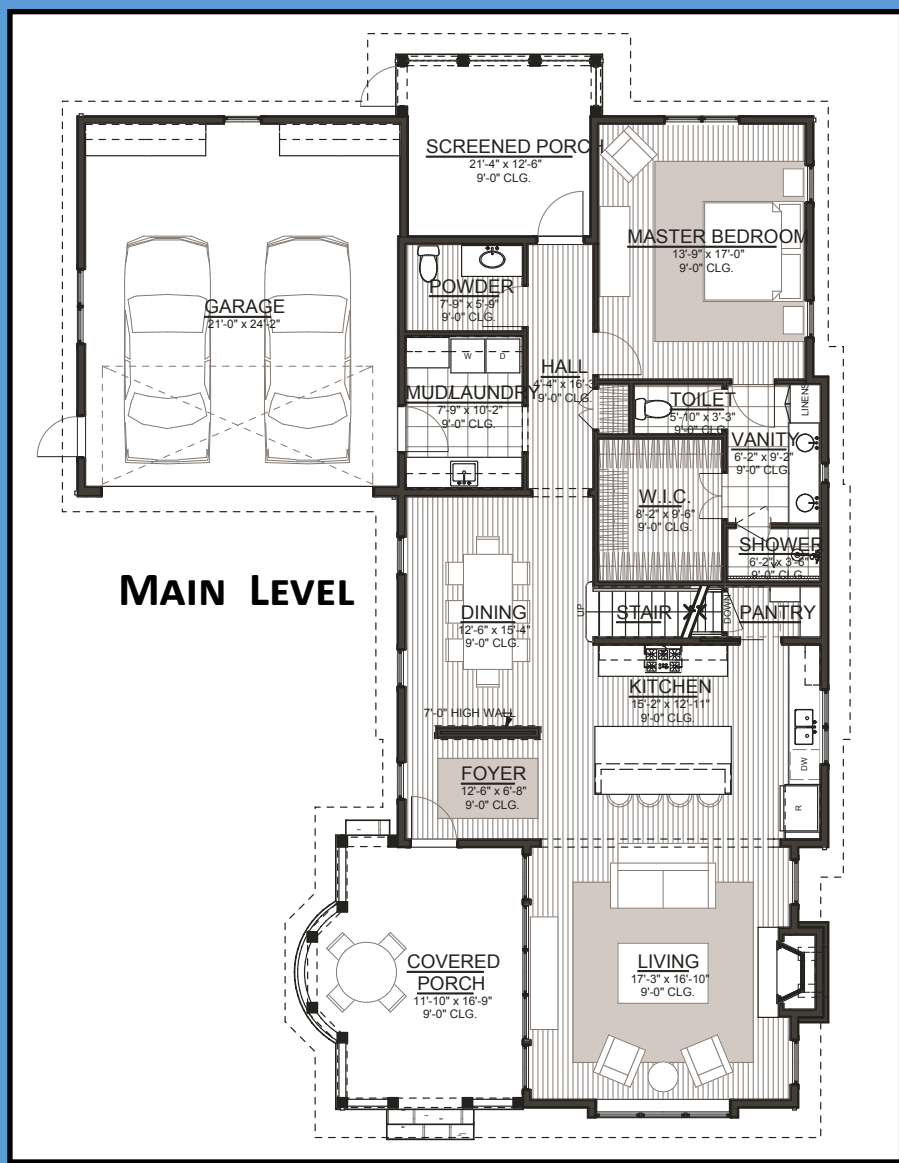 SCREENED PORCH
21'-4" x 12'-6"
9'-0" CLG.
MASTER BEDROOM
13'-9" x 17'-0"
9'-0" CLG.
GARAGE
21'-0" x 24'-2"
POWDER
7'-9" x 5'-9"
9'-0" CLG.
W
D
MUD/LAUNDRY
7'-9" x 10'-2"
9'-0" CLG.
HALL
4'-4" x 16'-3"
9'-0" CLG.
TOILET
5'-10" x 3'-3"
9'-0" CLG.
LINENS
VANITY
6'-2" x 9'-2"
9'-0" CLG.
W.I.C.
8'-2" x 9'-6"
9'-0" CLG.
SHOWER
6'-2" x 3'-6"
9'-0" CLG.
MAIN LEVEL
DINING
12'-6" x 15'-4"
9'-0" CLG.
UP
STAIR
DOWN
PANTRY
KITCHEN
15'-2" x 12'-11"
9'-0" CLG.
7'-0" HIGH WALL
DW
R
FOYER
12'-6" x 6'-8"
9'-0" CLG.
COVERED
PORCH
11'-10" x 16'-9"
9'-0" CLG.
LIVING
17'-3" x 16'-10"
9'-0" CLG.